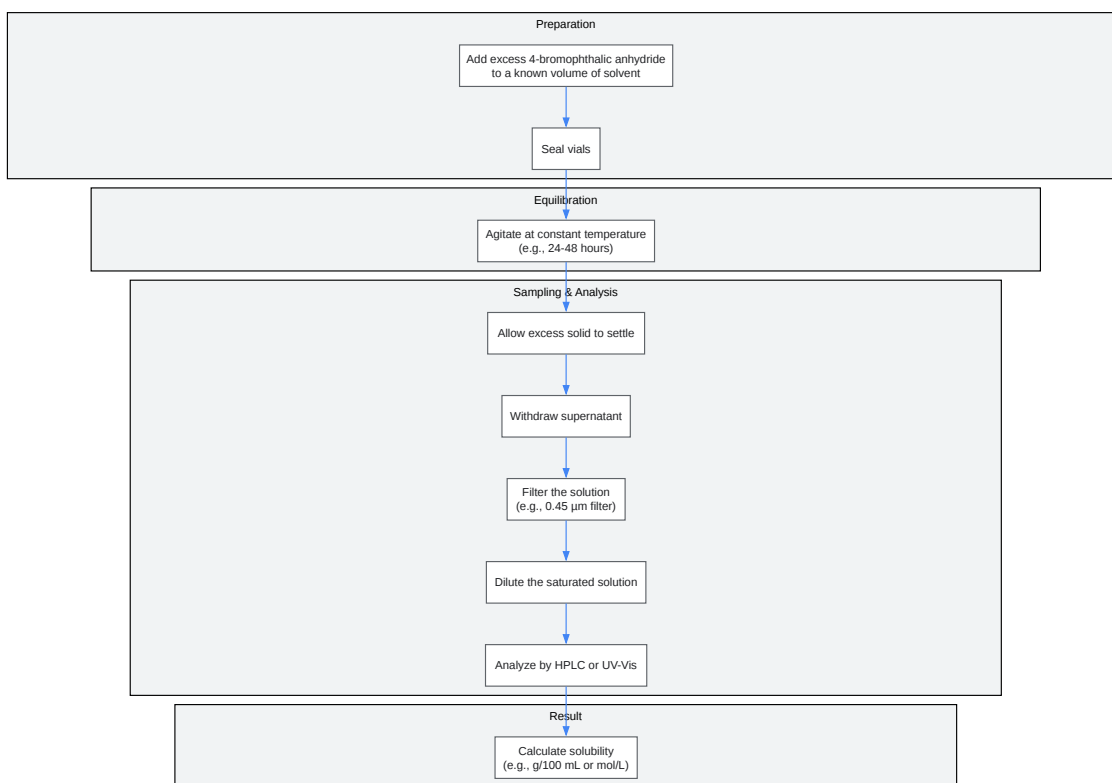 Preparation
Add excess 4-bromophthalic anhydride
to a known volume of solvent
Seal vials
Equilibration
Agitate at constant temperature
(e.g., 24-48 hours)
Sampling & Analysis
Allow excess solid to settle
Withdraw supernatant
Filter the solution
(e.g., 0.45 µm filter)
Dilute the saturated solution
Analyze by HPLC or UV-Vis
Result
Calculate solubility
(e.g., g/100 mL or mol/L)